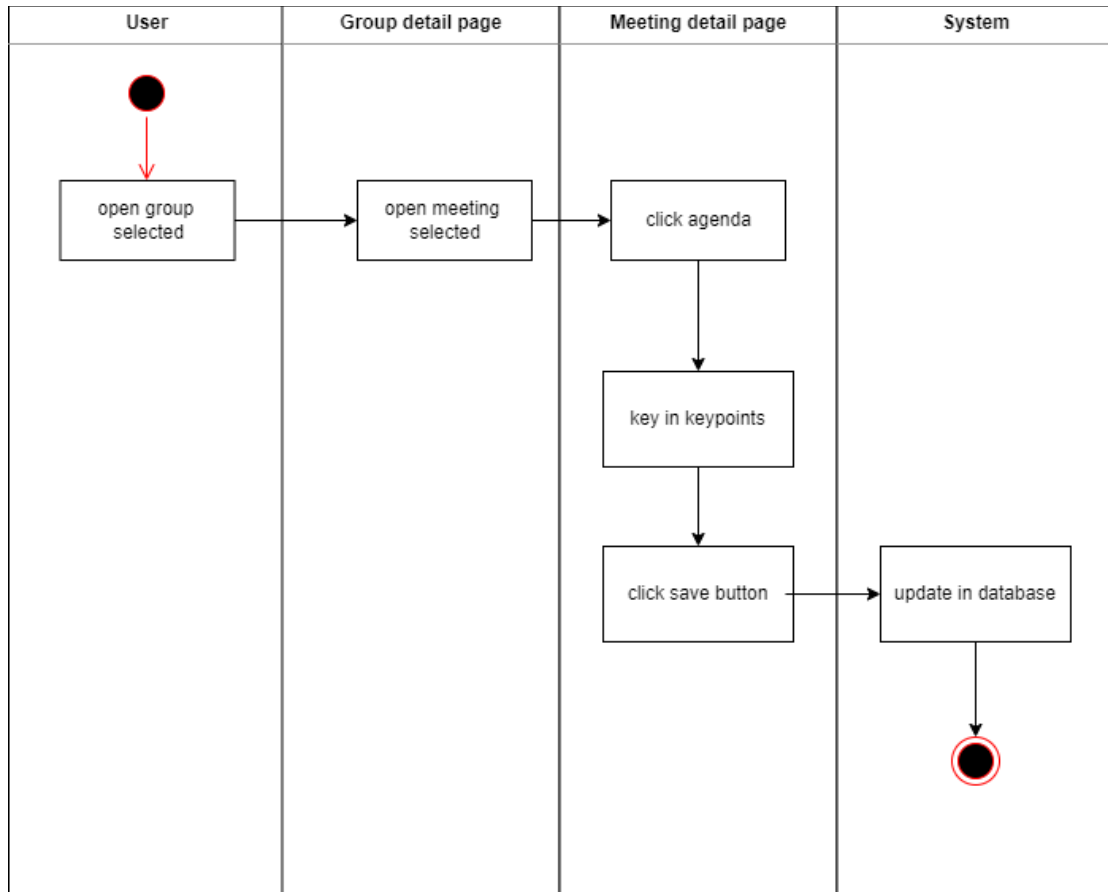 User
Group detail page
Meeting detail page
System
open group
selected
open meeting
selected
click agenda
key in keypoints
click save button
update in database